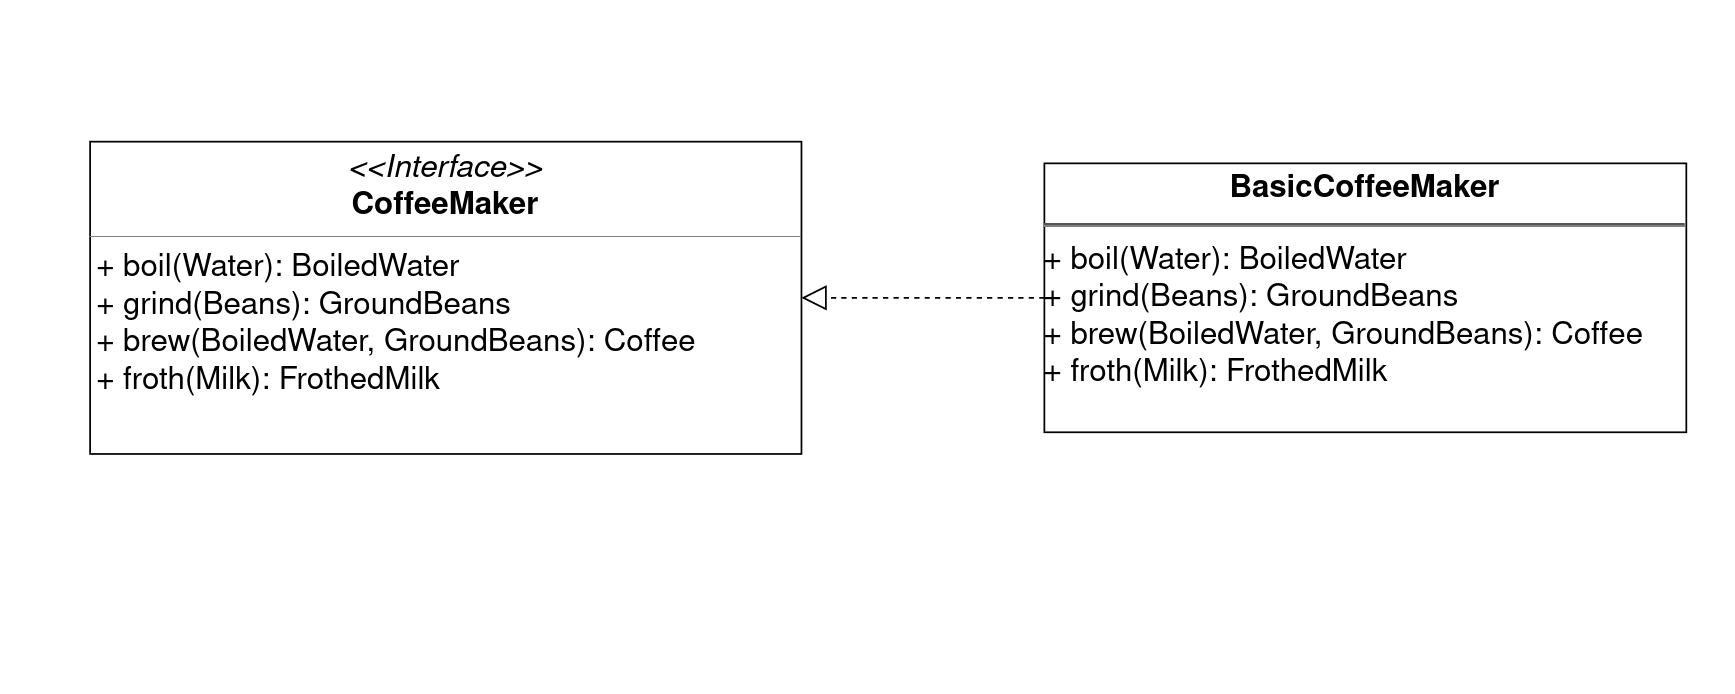 <<Interface>>
CoffeeMaker
+ boil(Water): BoiledWater
+ grind(Beans): GroundBeans
+ brew(BoiledWater, GroundBeans): Coffee
+ froth(Milk): FrothedMilk
BasicCoffeeMaker
+ boil(Water): BoiledWater
+ grind(Beans): GroundBeans
+ brew(BoiledWater, GroundBeans): Coffee
+ froth(Milk): FrothedMilk